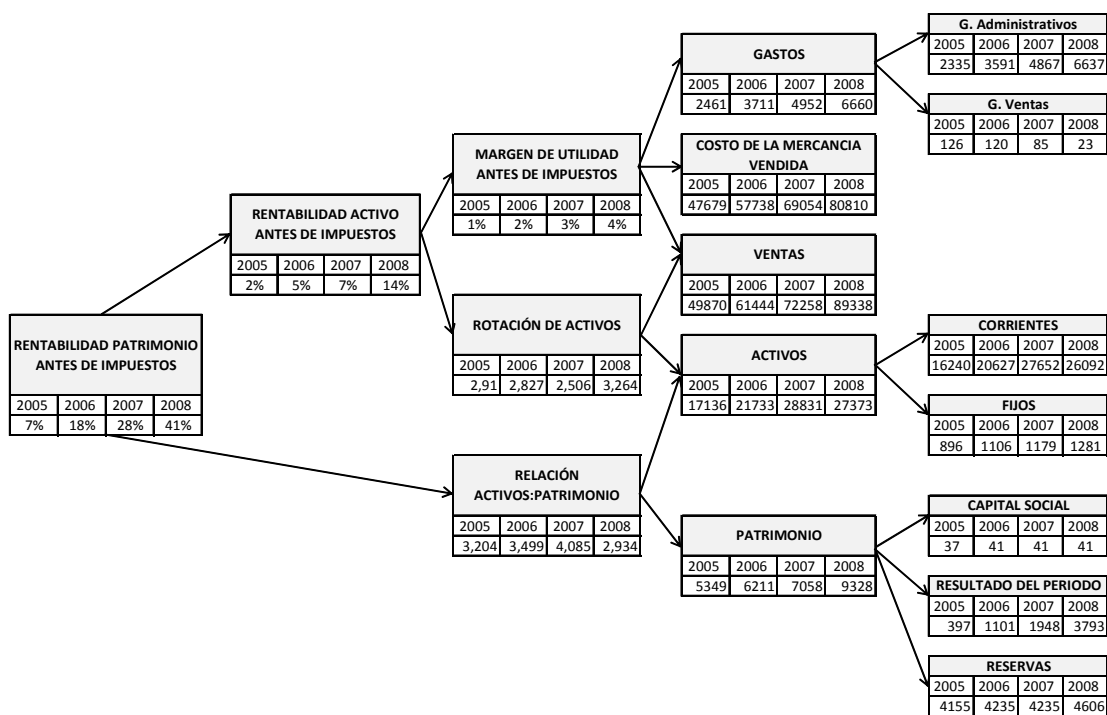 G. Administrativos
2005 2006 2007 2008
2335 3591 4867 6637
GASTOS
2005 2006 2007 2008
2461 3711 4952 6660
G. Ventas
2005 2006 2007 2008
126 120 85 23
MARGEN DE UTILIDAD
ANTES DE IMPUESTOS
2005 2006 2007 2008
1% 2% 3% 4%
COSTO DE LA MERCANCIA
VENDIDA
2005 2006 2007 2008
47679 57738 69054 80810
RENTABILIDAD ACTIVO
ANTES DE IMPUESTOS
2005 2006 2007 2008
2% 5% 7% 14%
VENTAS
2005 2006 2007 2008
49870 61444 72258 89338
ROTACIÓN DE ACTIVOS
2005 2006 2007 2008
2,91 2,827 2,506 3,264
RENTABILIDAD PATRIMONIO
ANTES DE IMPUESTOS
2005 2006 2007 2008
7% 18% 28% 41%
ACTIVOS
2005 2006 2007 2008
17136 21733 28831 27373
CORRIENTES
2005 2006 2007 2008
16240 20627 27652 26092
FIJOS
2005 2006 2007 2008
896 1106 1179 1281
RELACIÓN
ACTIVOS:PATRIMONIO
2005 2006 2007 2008
3,204 3,499 4,085 2,934
PATRIMONIO
2005 2006 2007 2008
5349 6211 7058 9328
CAPITAL SOCIAL
2005 2006 2007 2008
37 41 41 41
RESULTADO DEL PERIODO
2005 2006 2007 2008
397 1101 1948 3793
RESERVAS
2005 2006 2007 2008
4155 4235 4235 4606